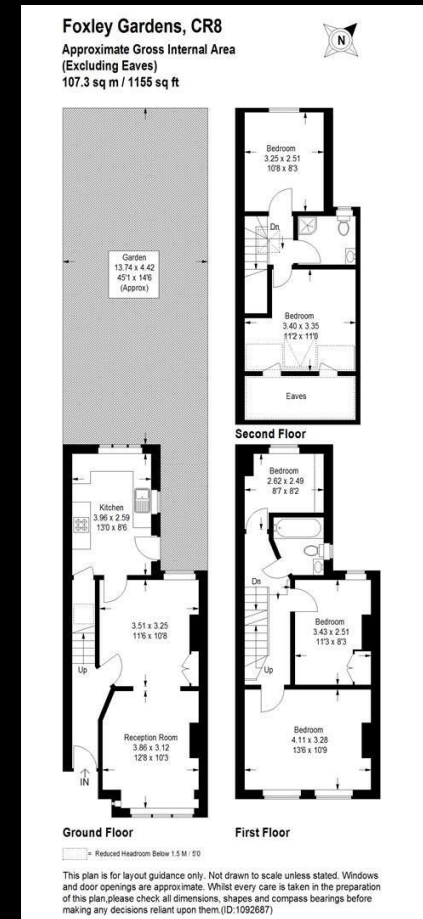 Foxley Gardens, CR8
Approximate Gross Internal Area
(Excluding Eaves)
107.3 sq m / 1155 sq ft
N
Bedroom
3.25 x 2.51
10'8 x 8'3
Dn
Garden
13.74 x 4.42
45'1 x 14'6
(Approx)
Bedroom
3.40 x 3.35
11'2 x 11'0
Eaves
Second Floor
Kitchen
3.96 x 2.59
13'0 x 8'6
3.51 x 3.25
11'6 x 10'8
Up
Reception Room
3.86 x 3.12
12'8 x 10'3
IN
Ground Floor
Bedroom
2.62 x 2.49
8'7 x 8'2
Dn
Bedroom
3.43 x 2.51
11'3 x 8'3
Up
Bedroom
4.11 x 3.28
13'6 x 10'9
First Floor
= Reduced Headroom Below 1.5 M / 5'0
This plan is for layout guidance only. Not drawn to scale unless stated. Windows
and door openings are approximate. Whilst every care is taken in the preparation
of this plan,please check all dimensions, shapes and compass bearings before
making any decisions reliant upon them.(ID:1092687)